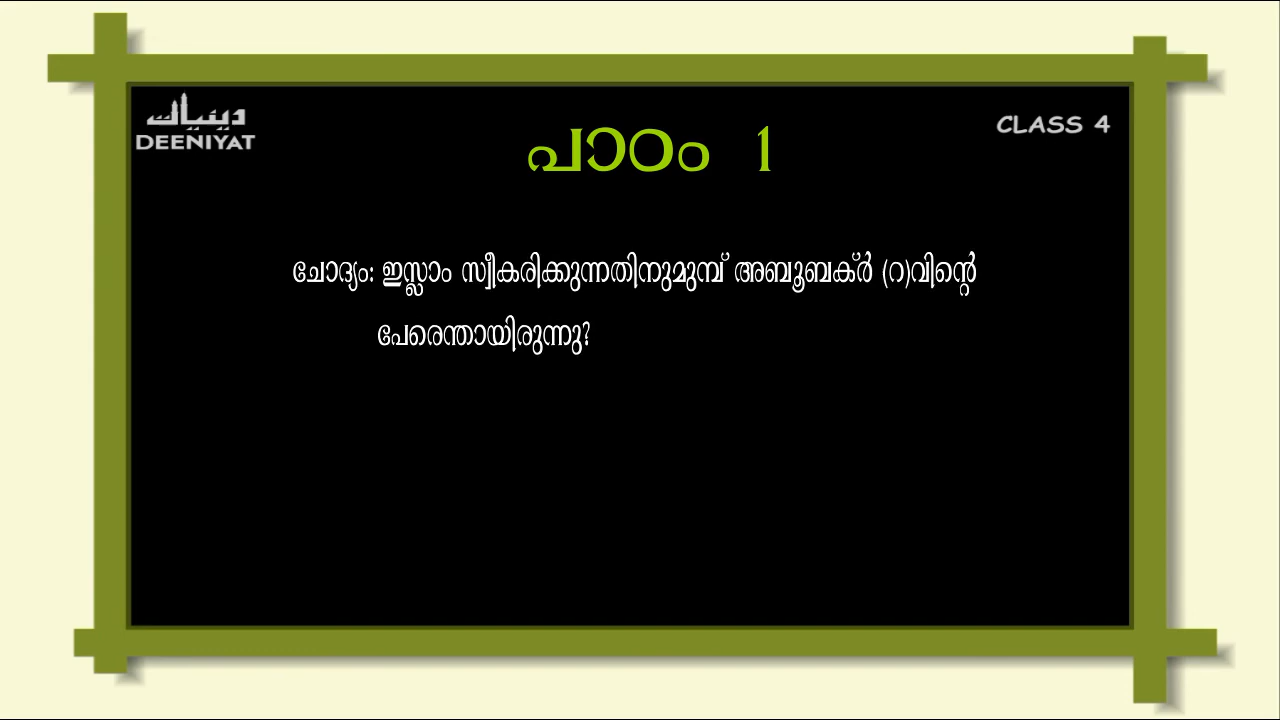 دينيات
DEENIYAT
CLASS 4
പാഠം 1
ചോദ്യം: ഇസ്ലാം സ്വീകരിക്കുന്നതിനുമുമ്പ് അബൂബക്ർ (റ)വിന്റെ
പേരെന്തായിരുന്നു?